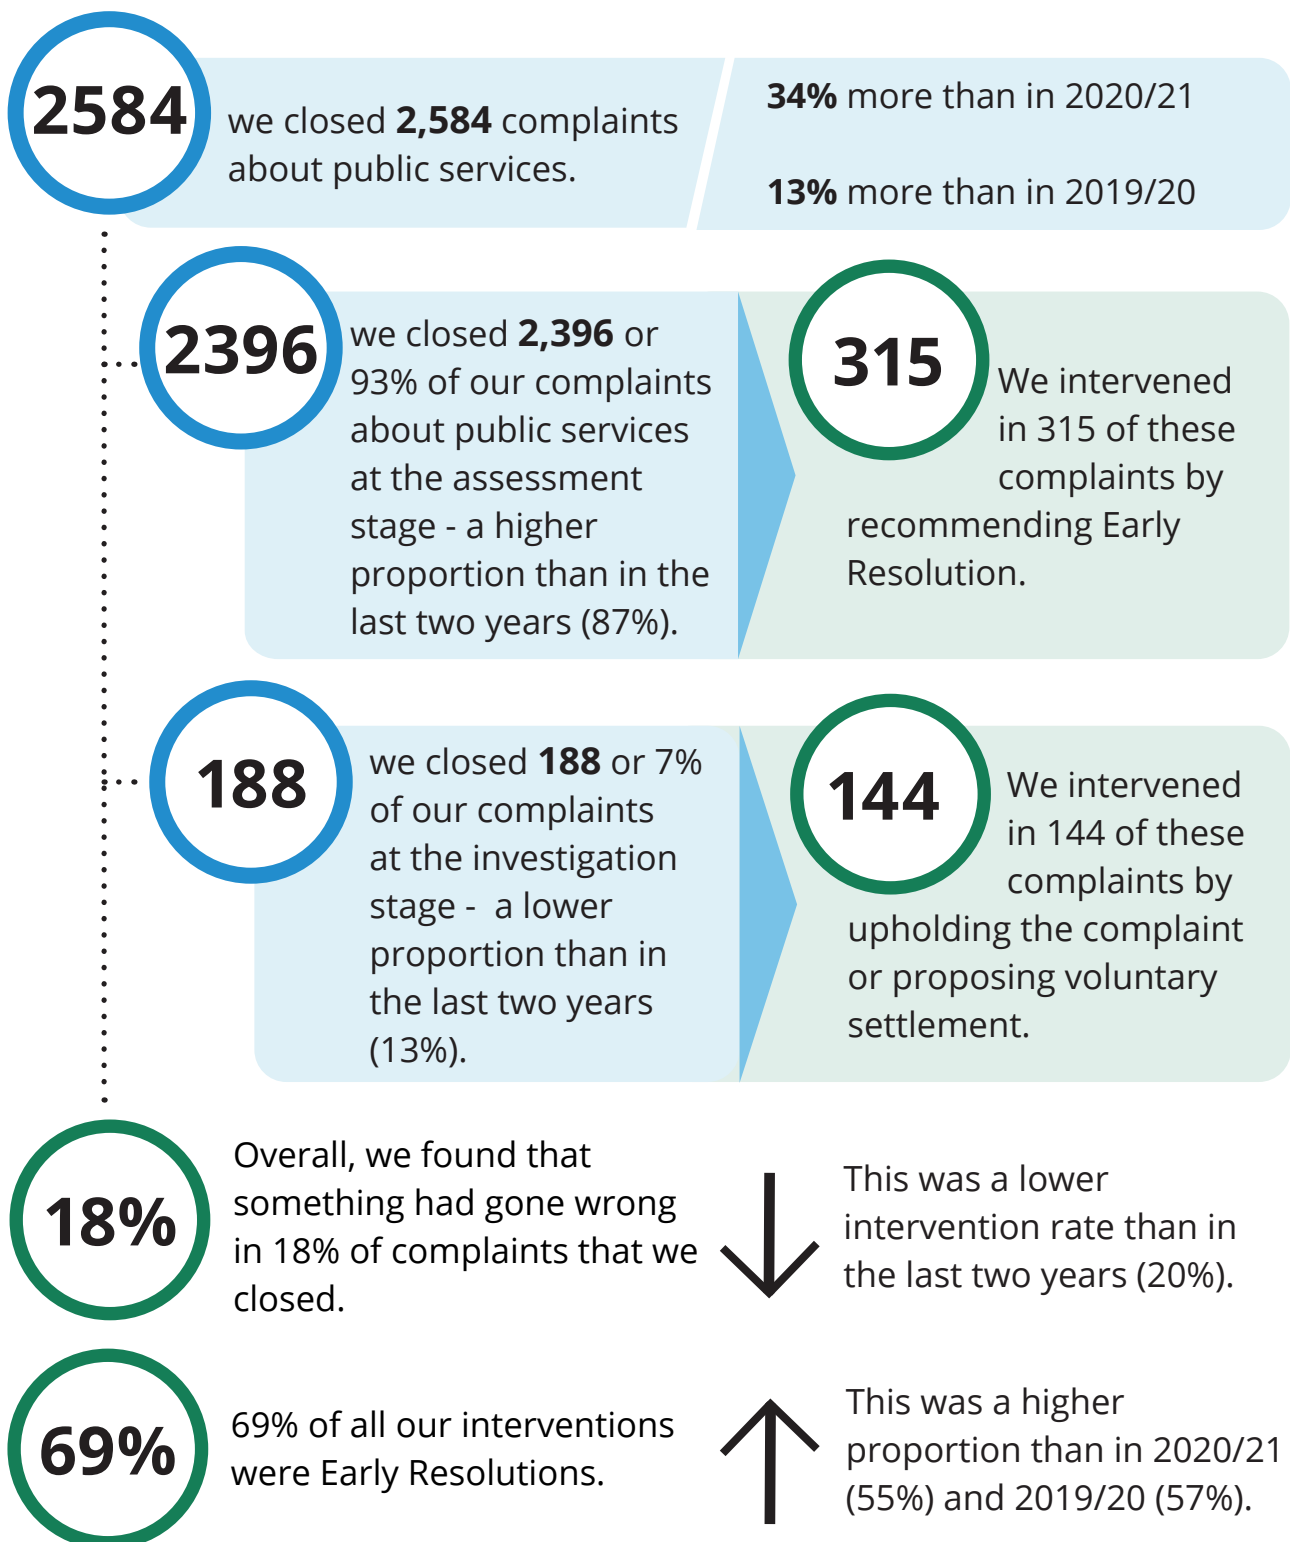 2584
we closed 2,584 complaints
about public services.
34% more than in 2020/21
13% more than in 2019/20
2396
we closed 2,396 or
93% of our complaints
about public services
at the assessment
stage - a higher
proportion than in the
last two years (87%).
315
We intervened
in 315 of these
complaints by
recommending Early
Resolution.
188
we closed 188 or 7%
of our complaints
at the investigation
stage -  a lower
proportion than in
the last two years
(13%).
144
We intervened
in 144 of these
complaints by
upholding the complaint
or proposing voluntary
settlement.
18%
Overall, we found that
something had gone wrong
in 18% of complaints that we
closed.
This was a lower
intervention rate than in
the last two years (20%).
69%
69% of all our interventions
were Early Resolutions.
This was a higher
proportion than in 2020/21
(55%) and 2019/20 (57%).